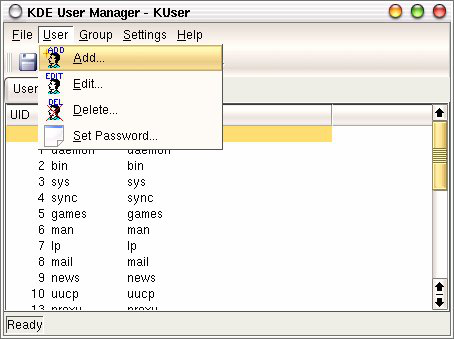 KDE User Manager - KUser
File User Group Settings Help
ADD Add...
EDIT Edit...
DEL Delete...
Set Password...
User
UID
1 daemon daemon
2 bin bin
3 sys sys
4 sync sync
5 games games
6 man man
7 lp lp
8 mail mail
9 news news
10 uucp uucp
13 proxy proxy
Ready